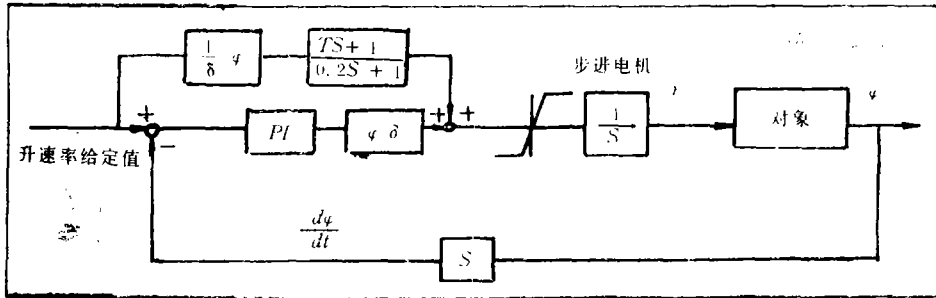 1/δ φ
TS+1
0.2S+1
步进电机
+
+
+
−
PI
φ δ
1/S
对象
φ
升速率给定值
dφ/dt
S